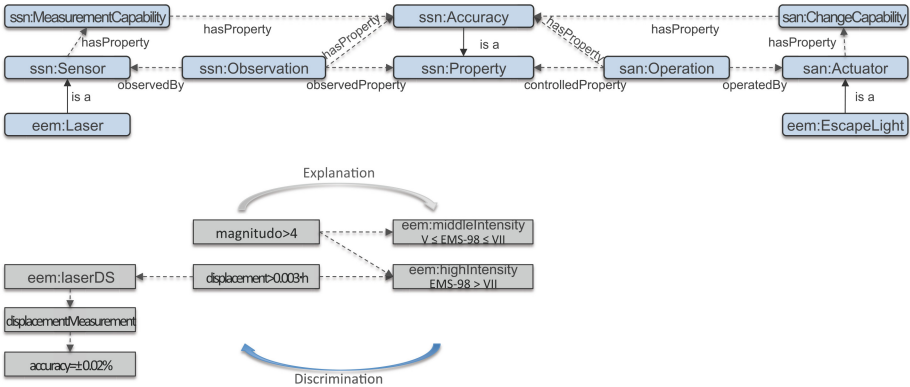 ssn:MeasurementCapability
ssn:Accuracy
san:ChangeCapability
hasProperty
hasProperty
hasProperty
hasProperty
hasProperty
hasProperty
is a
ssn:Sensor
ssn:Observation
ssn:Property
san:Operation
san:Actuator
observedBy
observedProperty
controlledProperty
operatedBy
is a
is a
eem:Laser
eem:EscapeLight
Explanation
magnitudo>4
eem:middleIntensity
V ≤ EMS-98 ≤ VII
eem:laserDS
displacement>0.003·h
eem:highIntensity
EMS-98 > VII
displacementMeasurement
accuracy=±0.02%
Discrimination